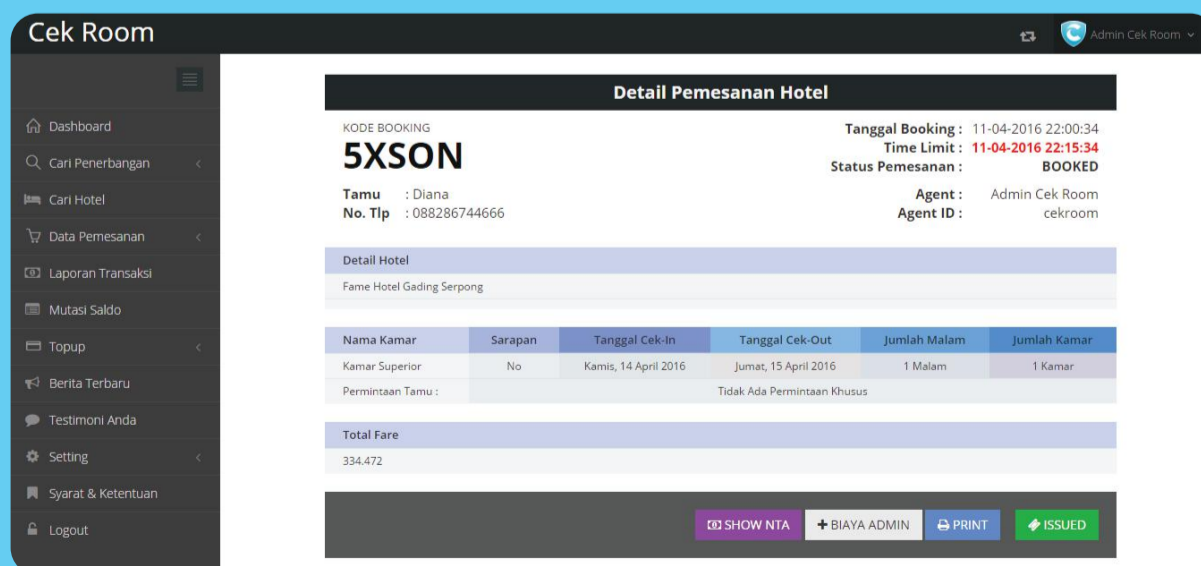 Cek Room
Admin Cek Room
Dashboard
Cari Penerbangan
Cari Hotel
Data Pemesanan
Laporan Transaksi
Mutasi Saldo
Topup
Berita Terbaru
Testimoni Anda
Setting
Syarat & Ketentuan
Logout
Detail Pemesanan Hotel
KODE BOOKING
5XSON
Tamu : Diana
No. Tlp : 088286744666
Tanggal Booking : 11-04-2016 22:00:34
Time Limit : 11-04-2016 22:15:34
Status Pemesanan : BOOKED
Agent : Admin Cek Room
Agent ID : cekroom
Detail Hotel
Fame Hotel Gading Serpong
Nama Kamar Sarapan Tanggal Cek-In Tanggal Cek-Out Jumlah Malam Jumlah Kamar
Kamar Superior No Kamis, 14 April 2016 Jumat, 15 April 2016 1 Malam 1 Kamar
Permintaan Tamu : Tidak Ada Permintaan Khusus
Total Fare
334.472
SHOW NTA + BIAYA ADMIN PRINT ISSUED